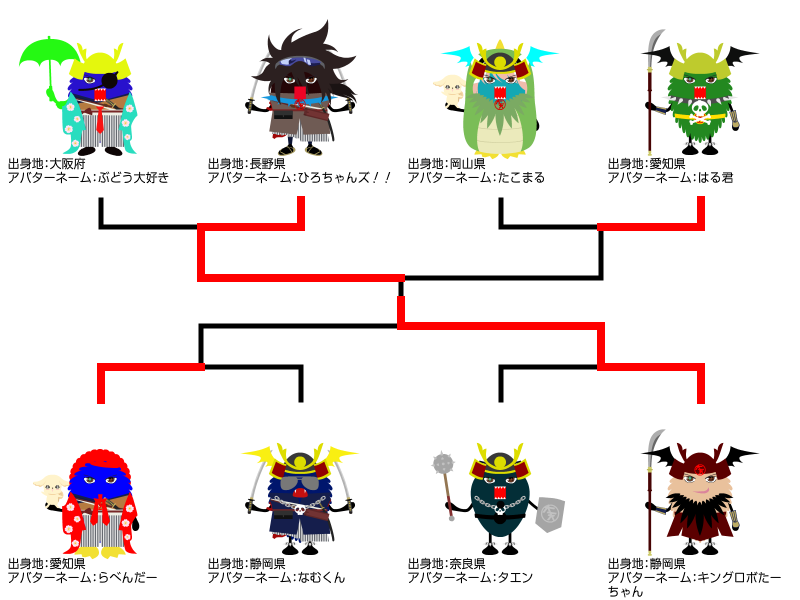 出身地：大阪府
アバターネーム：ぶどう大好き
出身地：長野県
アバターネーム：ひろちゃんズ！！
出身地：岡山県
アバターネーム：たこまる
出身地：愛知県
アバターネーム：はる君
出身地：愛知県
アバターネーム：らべんだー
出身地：静岡県
アバターネーム：なむくん
出身地：奈良県
アバターネーム：タエン
出身地：静岡県
アバターネーム：キングロボたー
ちゃん